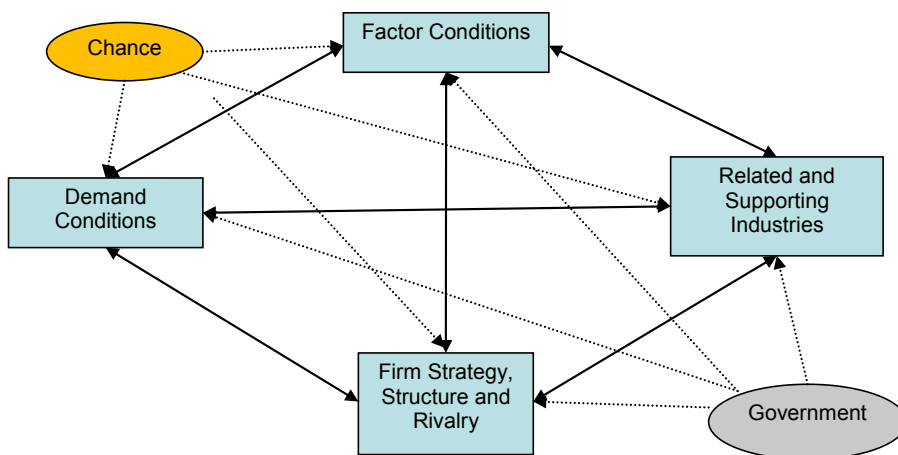 Factor Conditions
Chance
Demand
Conditions
Related and
Supporting
Industries
Firm Strategy,
Structure and
Rivalry
Government